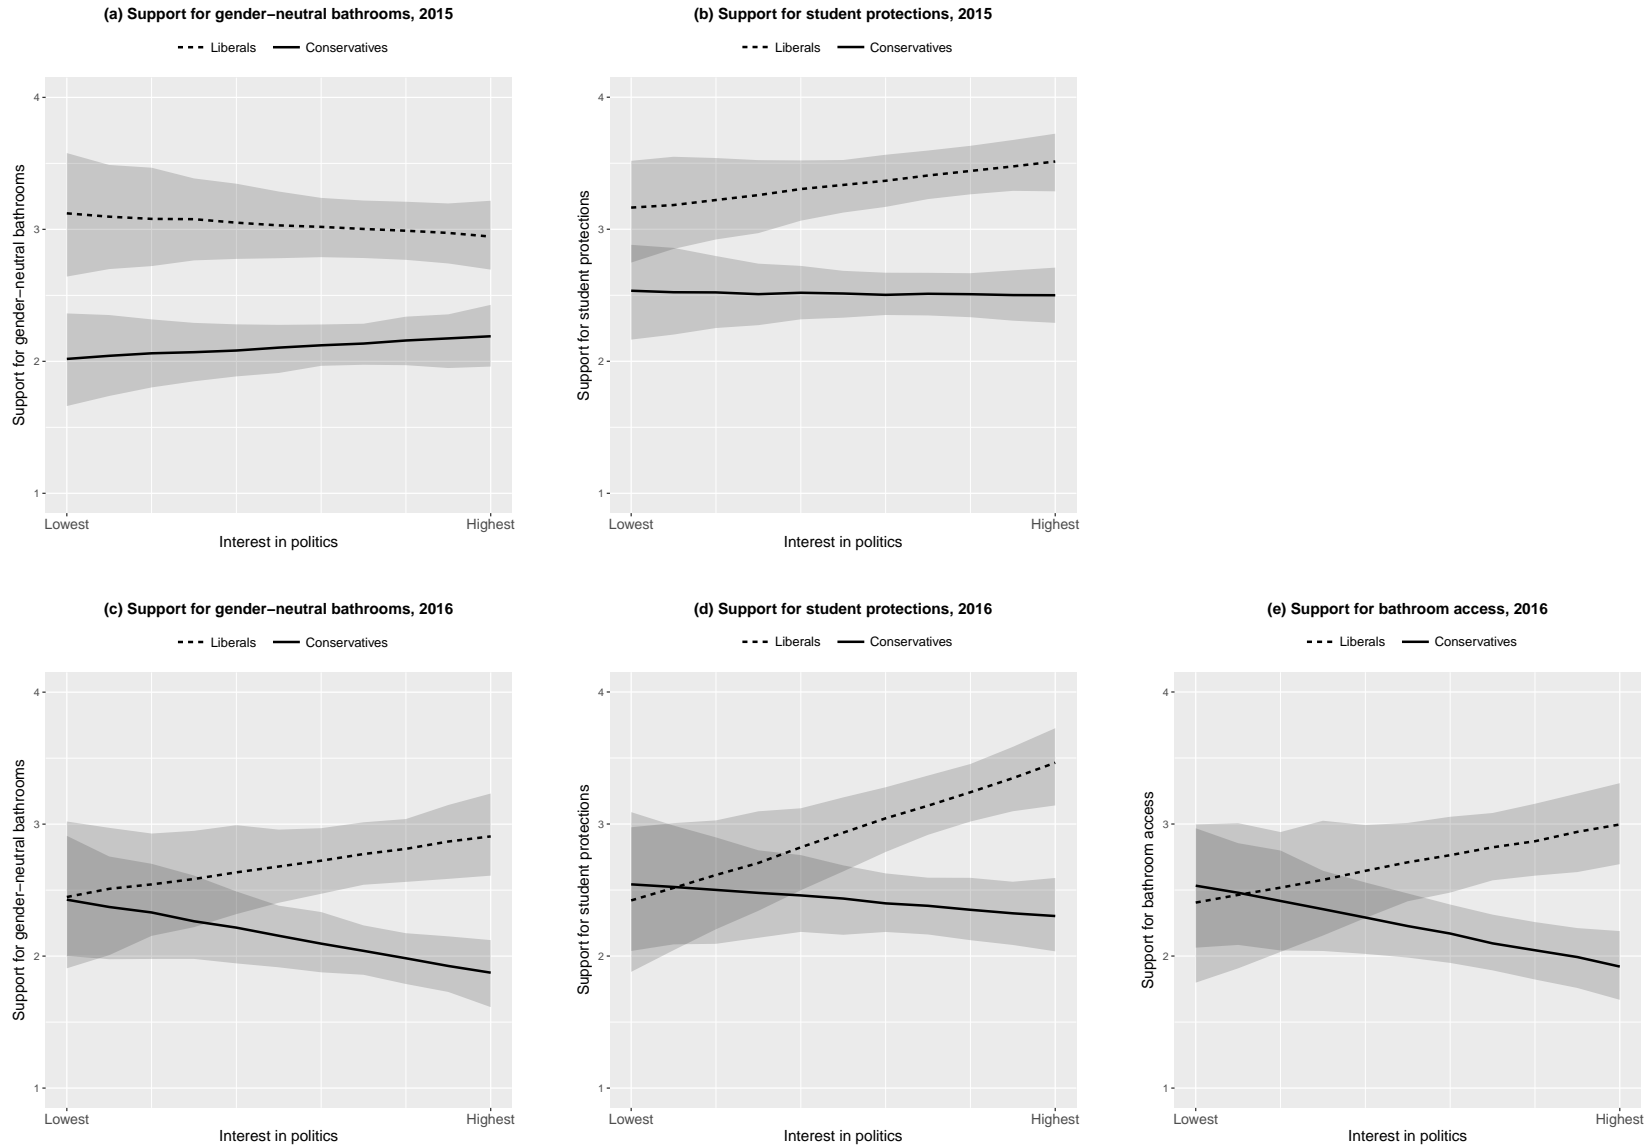 (a) Support for gender−neutral bathrooms, 2015
Liberals Conservatives
4
3
2
1
Support for gender−neutral bathrooms
Lowest Highest
Interest in politics
(b) Support for student protections, 2015
Liberals Conservatives
4
3
2
1
Support for student protections
Lowest Highest
Interest in politics
(c) Support for gender−neutral bathrooms, 2016
Liberals Conservatives
4
3
2
1
Support for gender−neutral bathrooms
Lowest Highest
Interest in politics
(d) Support for student protections, 2016
Liberals Conservatives
4
3
2
1
Support for student protections
Lowest Highest
Interest in politics
(e) Support for bathroom access, 2016
Liberals Conservatives
4
3
2
1
Support for bathroom access
Lowest Highest
Interest in politics